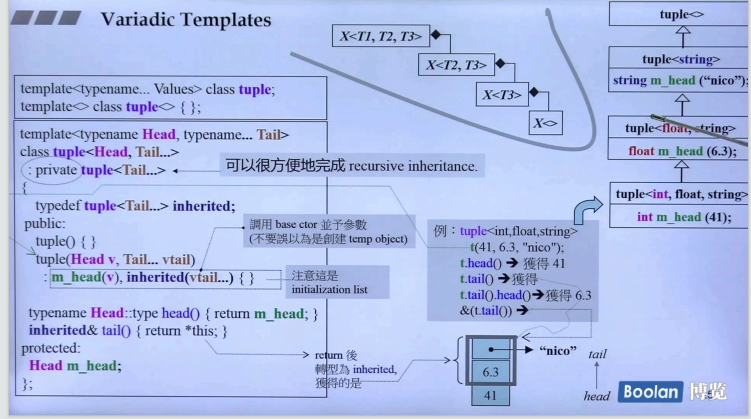 Variadic Templates
X<T1, T2, T3>
X<T2, T3>
X<T3>
X<>
tuple<>
tuple<string>
string m_head ("nico");
tuple<float, string>
float m_head (6.3);
tuple<int, float, string>
int m_head (41);
template<typename... Values> class tuple;
template<> class tuple<> { };
template<typename Head, typename... Tail>
class tuple<Head, Tail...>
: private tuple<Tail...>
可以很方便地完成 recursive inheritance.
{
typedef tuple<Tail...> inherited;
public:
tuple() { }
tuple(Head v, Tail... vtail)
: m_head(v), inherited(vtail...) { }
調用 base ctor 並予參數
(不要誤以為是創建 temp object)
注意這是
initialization list
typename Head::type head() { return m_head; }
inherited& tail() { return *this; }
protected:
Head m_head;
};
return 後
轉型為 inherited,
獲得的是
例：tuple<int,float,string>
t(41, 6.3, "nico");
t.head() ➔ 獲得 41
t.tail() ➔ 獲得
t.tail().head() ➔ 獲得 6.3
&(t.tail()) ➔
"nico"
6.3
41
tail
head
Boolan 博览